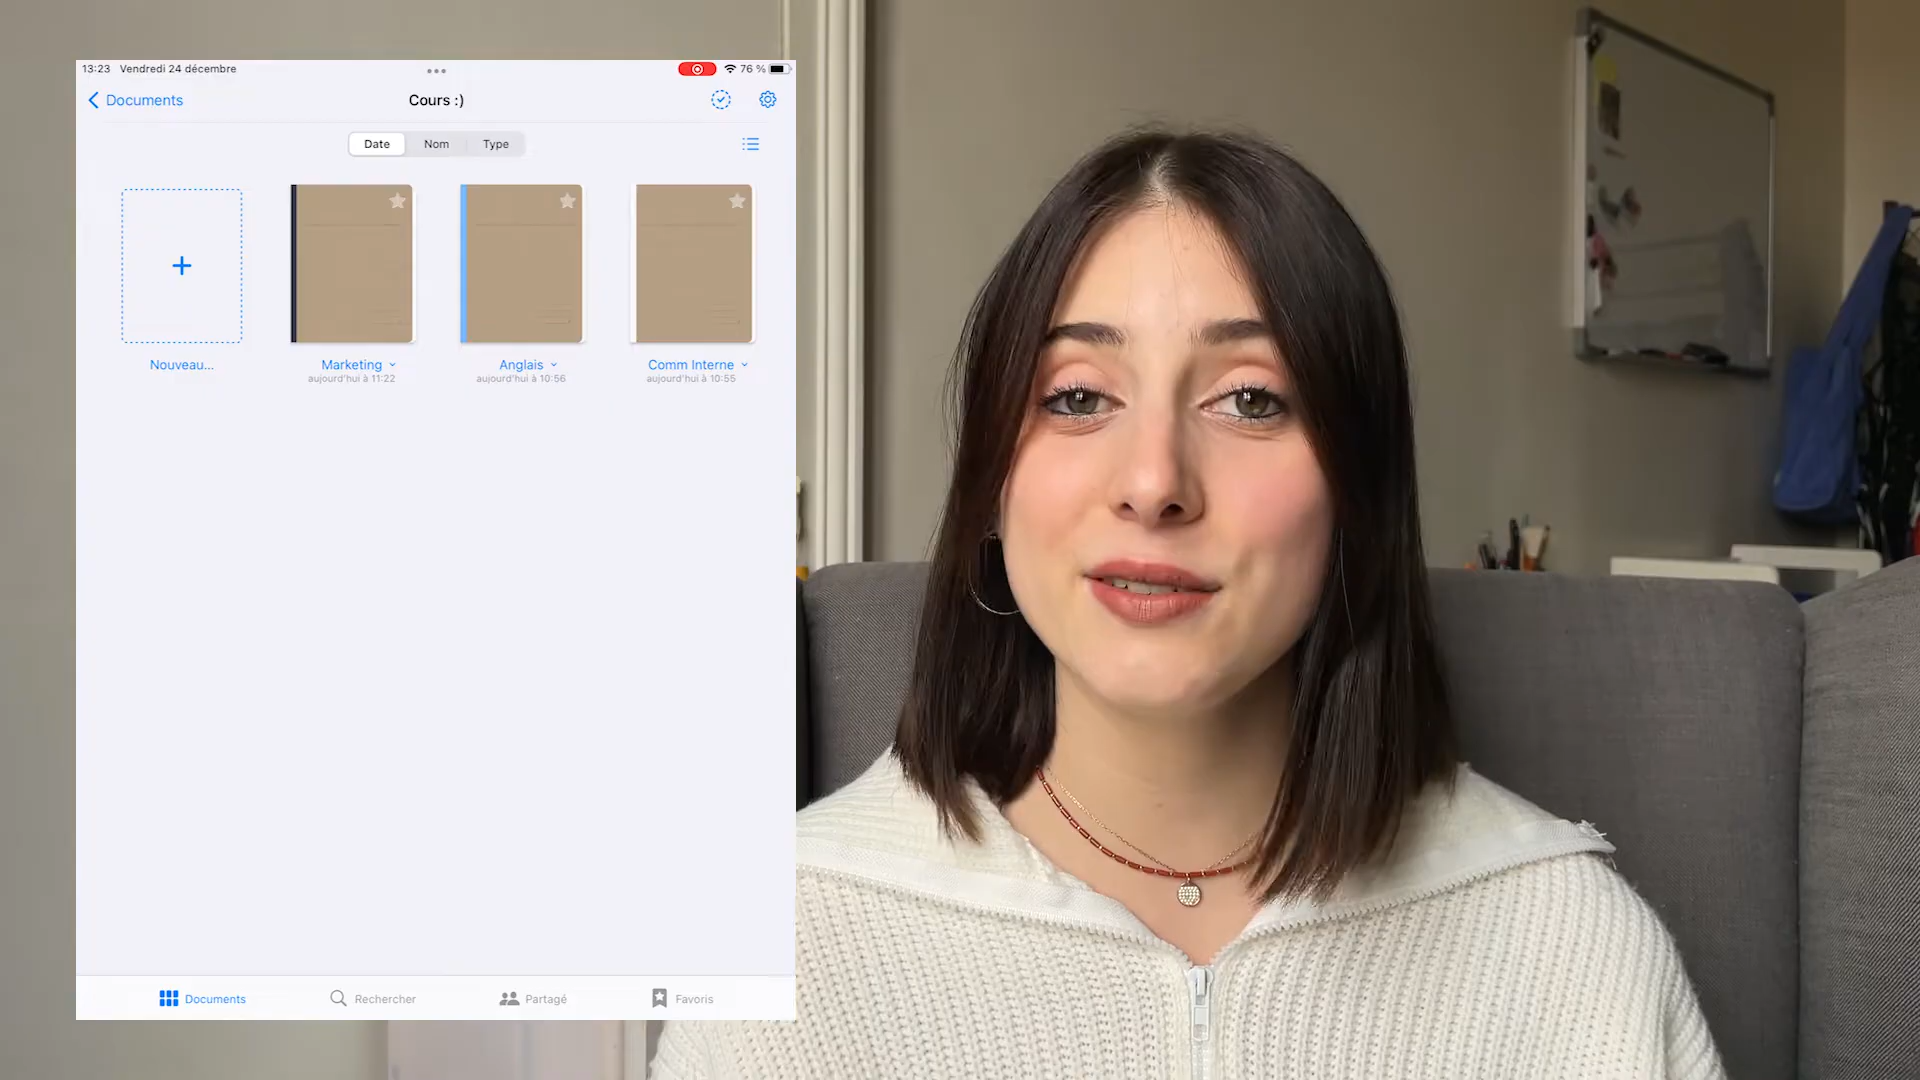 13:23 Vendredi 24 décembre
76 %
Documents
Cours :)
Date Nom Type
Nouveau...
Marketing
aujourd'hui à 11:22
Anglais
aujourd'hui à 10:56
Comm Interne
aujourd'hui à 10:55
Documents Rechercher Partagé Favoris